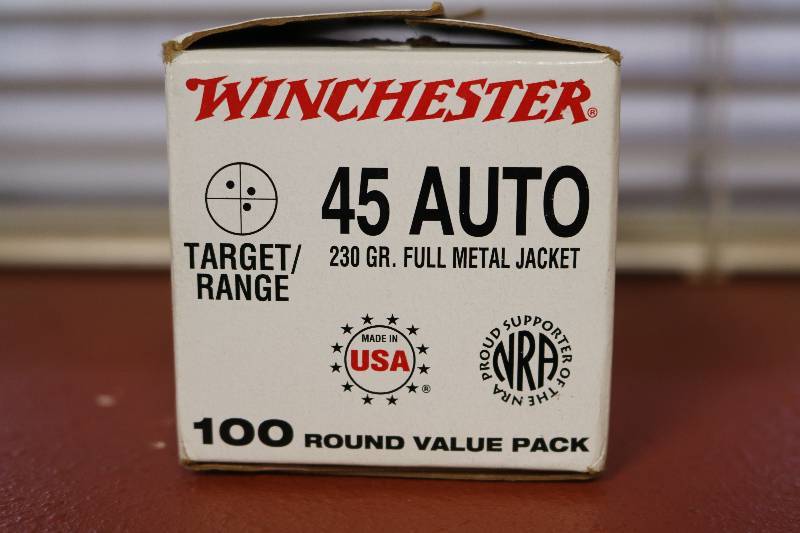 WINCHESTER®
TARGET/
RANGE
45 AUTO
230 GR. FULL METAL JACKET
MADE IN
USA
®
PROUD SUPPORTER OF THE NRA
NRA
100 ROUND VALUE PACK